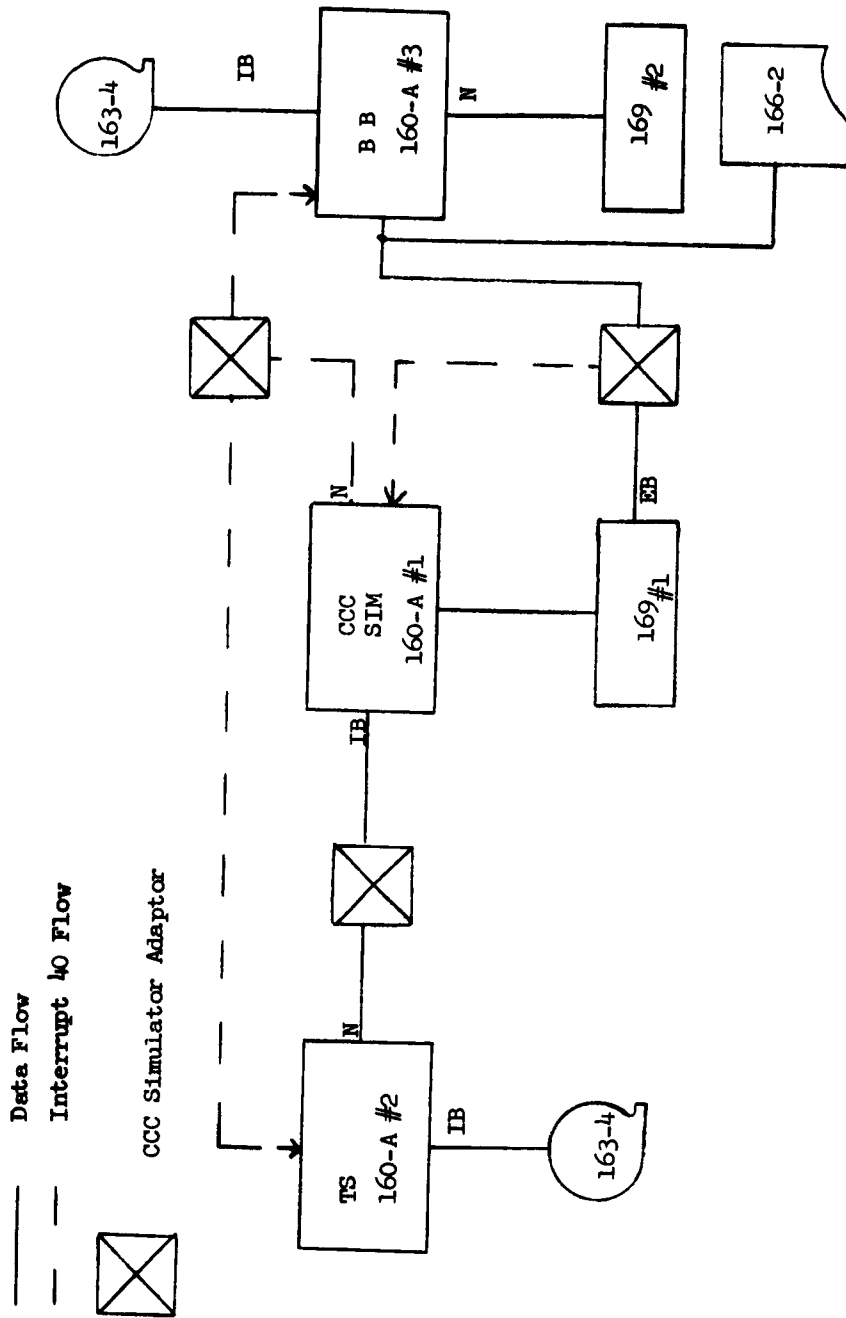 Data Flow
Interrupt 40 Flow
CCC Simulator Adaptor
TS
160-A #2
N
IB
163-4
CCC
SIM
160-A #1
IB
N
169 #1
EB
B B
160-A #3
IB
N
163-4
169 #2
166-2